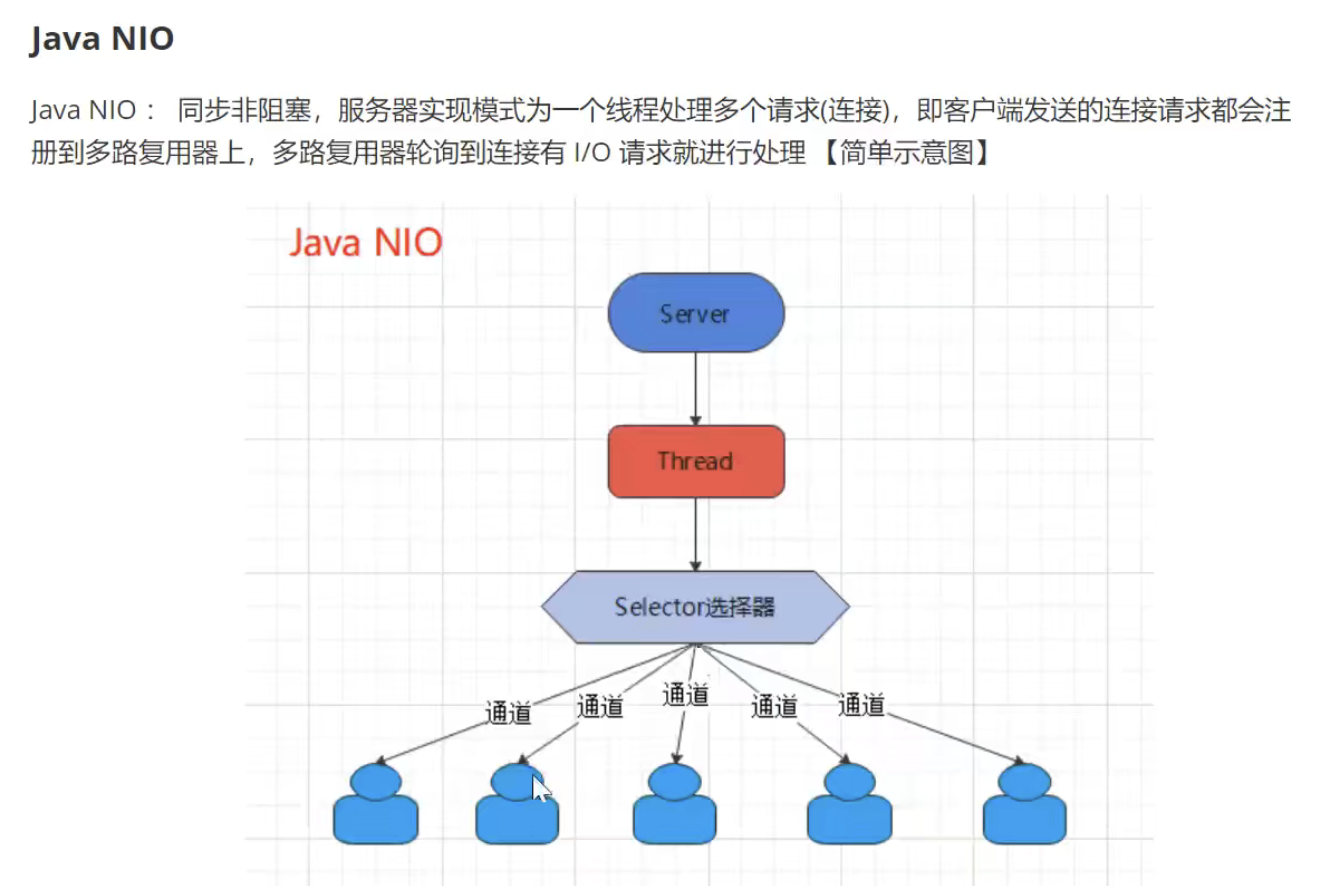 Java NIO
Java NIO： 同步非阻塞，服务器实现模式为一个线程处理多个请求(连接)，即客户端发送的连接请求都会注
册到多路复用器上，多路复用器轮询到连接有 I/O 请求就进行处理 【简单示意图】
Java NIO
Server
Thread
Selector选择器
通道
通道
通道
通道
通道